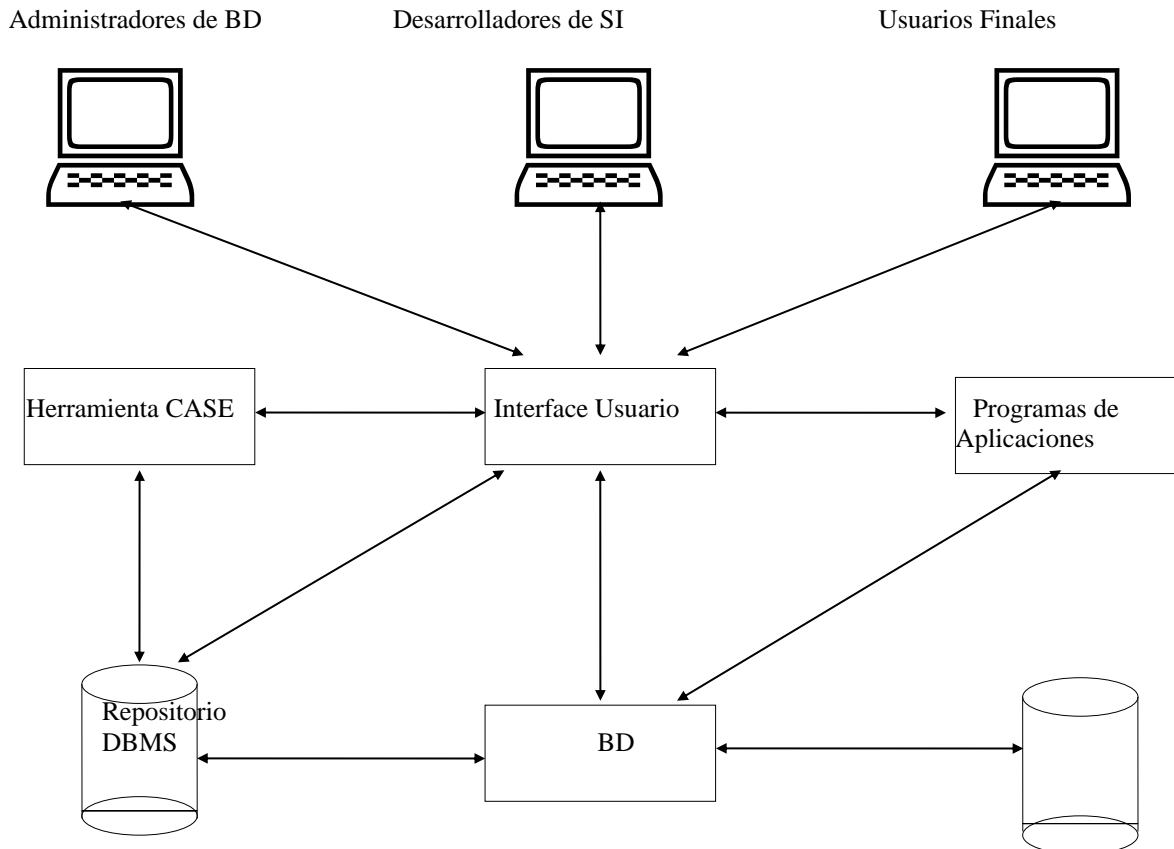 Administradores de BD
Desarrolladores de SI
Usuarios Finales
Herramienta CASE
Interface Usuario
Programas de
Aplicaciones
Repositorio
DBMS
BD